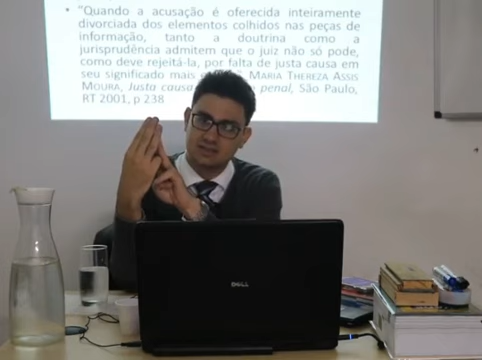 • “Quando a acusação é oferecida inteiramente
divorciada dos elementos colhidos nas peças de
informação, tanto a doutrina como a
jurisprudência admitem que o juiz não só pode,
como deve rejeitá-la, por falta de justa causa em
seu significado mais MARIA THEREZA ASSIS
MOURA, Justa causa penal, São Paulo,
RT 2001, p 238
DELL